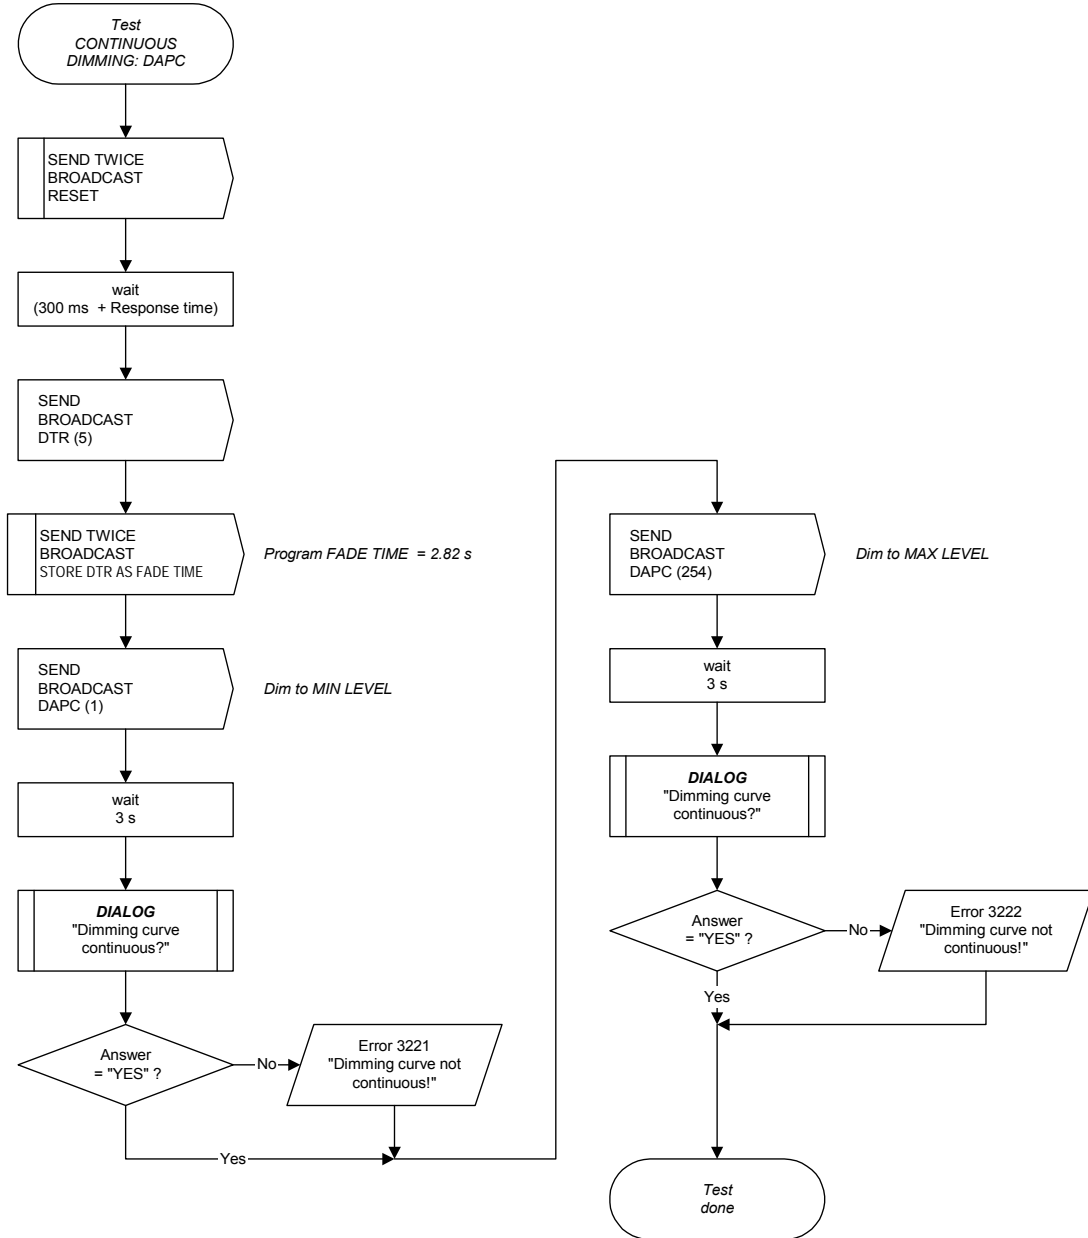 Test
CONTINUOUS
DIMMING: DAPC
SEND TWICE
BROADCAST
RESET
wait
(300 ms + Response time)
SEND
BROADCAST
DTR (5)
SEND TWICE
BROADCAST
STORE DTR AS FADE TIME
Program FADE TIME = 2.82 s
SEND
BROADCAST
DAPC (1)
Dim to MIN LEVEL
wait
3 s
DIALOG
"Dimming curve
continuous?"
Answer
= "YES" ?
No
Error 3221
"Dimming curve not
continuous!"
Yes
SEND
BROADCAST
DAPC (254)
Dim to MAX LEVEL
wait
3 s
DIALOG
"Dimming curve
continuous?"
Answer
= "YES" ?
No
Error 3222
"Dimming curve not
continuous!"
Yes
Test
done